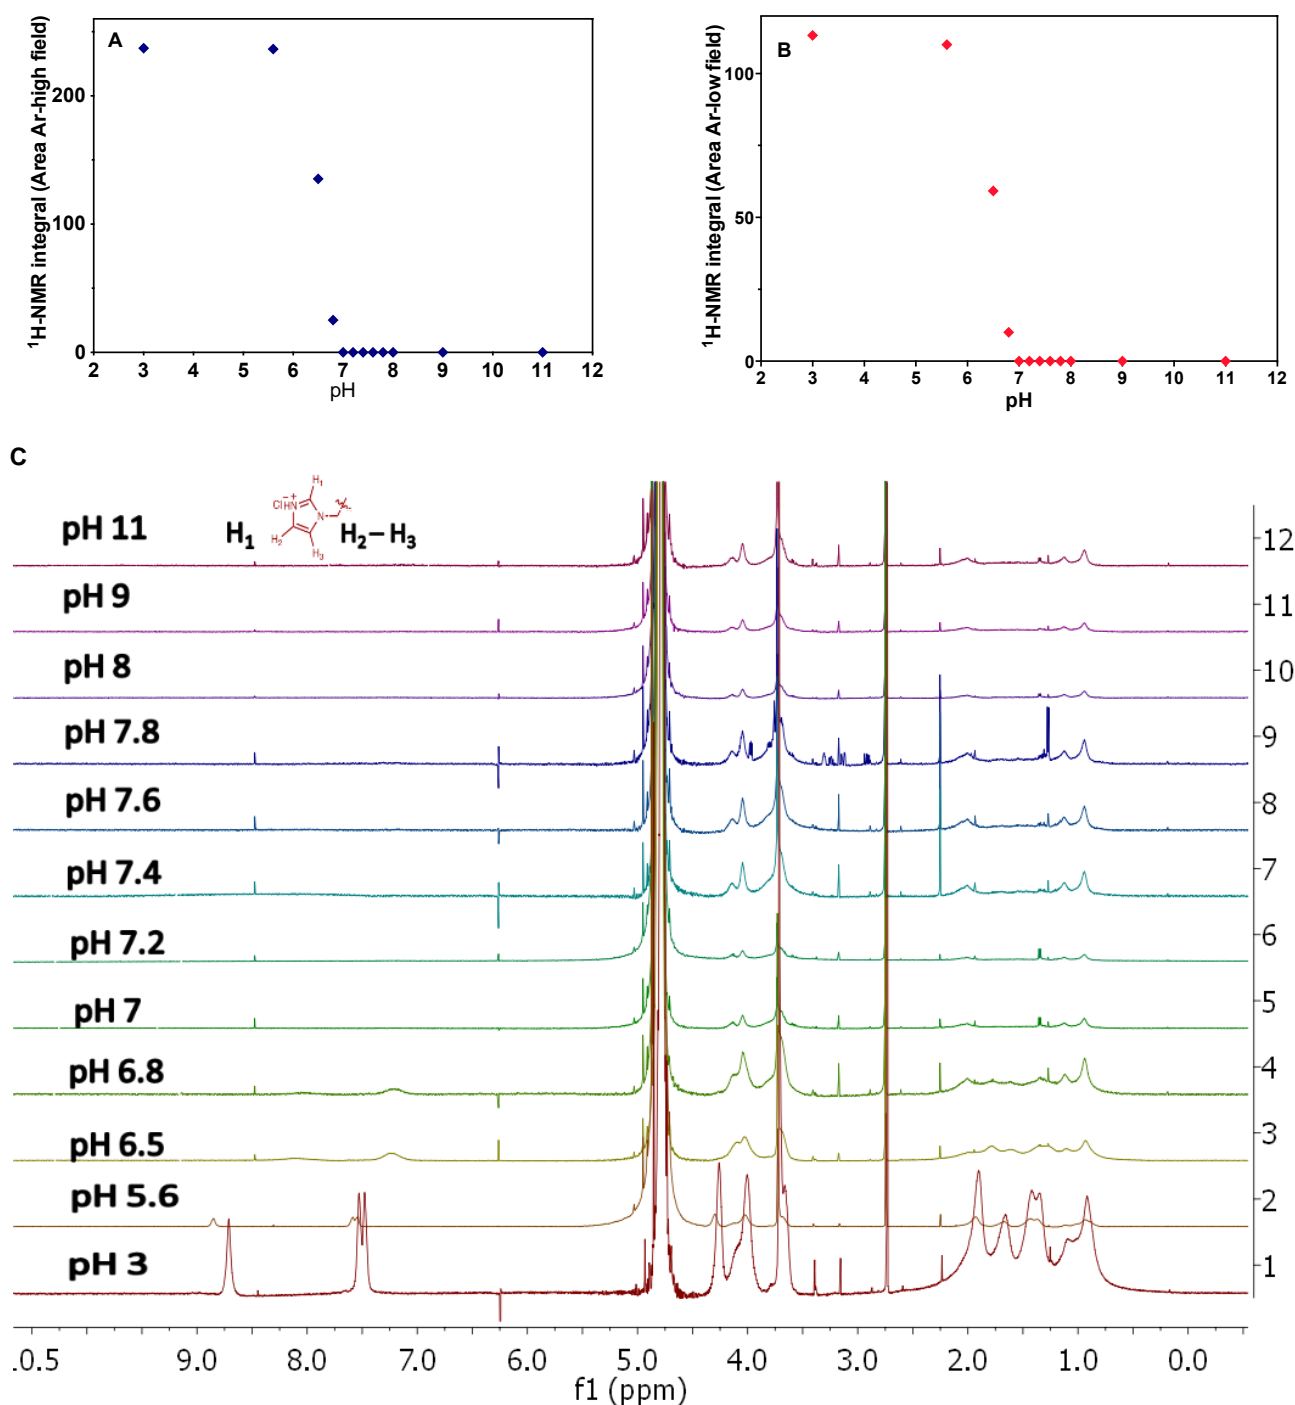 A
¹H-NMR integral (Area Ar-high field)
200
100
0
2 3 4 5 6 7 8 9 10 11 12
pH
B
¹H-NMR integral (Area Ar-low field)
100
50
0
2 3 4 5 6 7 8 9 10 11 12
pH
C
H₁
Cl⁻ HN⁺
N
H₂
H₃
H₁ H₂–H₃
pH 11
pH 9
pH 8
pH 7.8
pH 7.6
pH 7.4
pH 7.2
pH 7
pH 6.8
pH 6.5
pH 5.6
pH 3
12
11
10
9
8
7
6
5
4
3
2
1
.0.5 9.0 8.0 7.0 6.0 5.0 4.0 3.0 2.0 1.0 0.0
f1 (ppm)